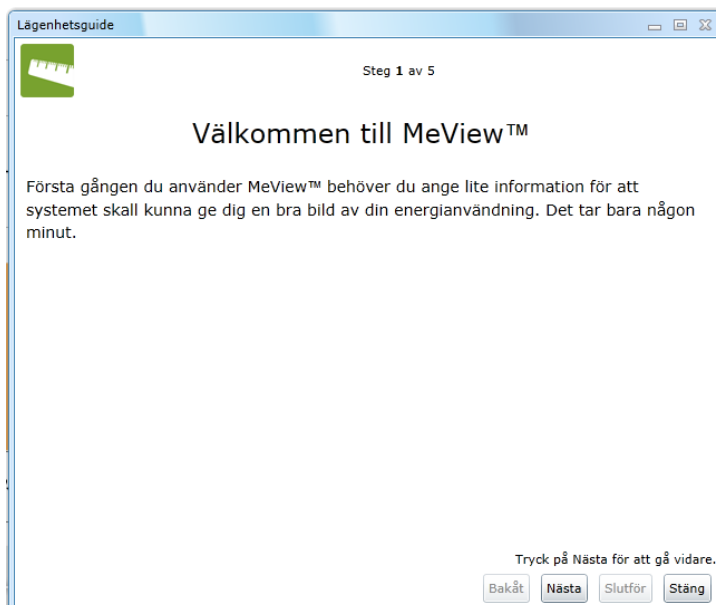 Lägenhetsguide
Steg 1 av 5
Välkommen till MeView™
Första gången du använder MeView™ behöver du ange lite information för att
systemet skall kunna ge dig en bra bild av din energianvändning. Det tar bara någon
minut.
Tryck på Nästa för att gå vidare.
Bakåt Nästa Slutför Stäng